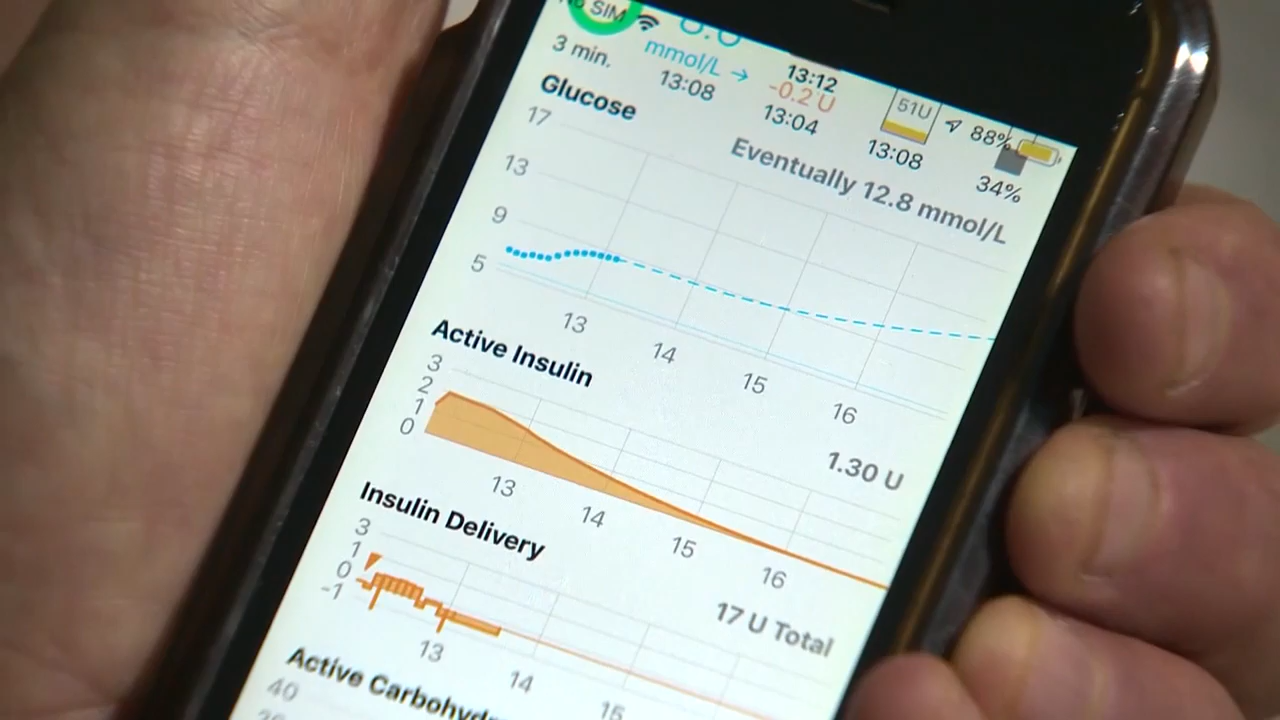 No SIM
mmol/L →
13:12
-0.2 U
51U
88%
3 min.
13:08
13:04
13:08
34%
Glucose
Eventually 12.8 mmol/L
17
13
9
5
13 14 15 16
Active Insulin
1.30 U
3
2
1
0
13 14 15 16
Insulin Delivery
17 U Total
3
1
0
-1
13 14 15
Active
40